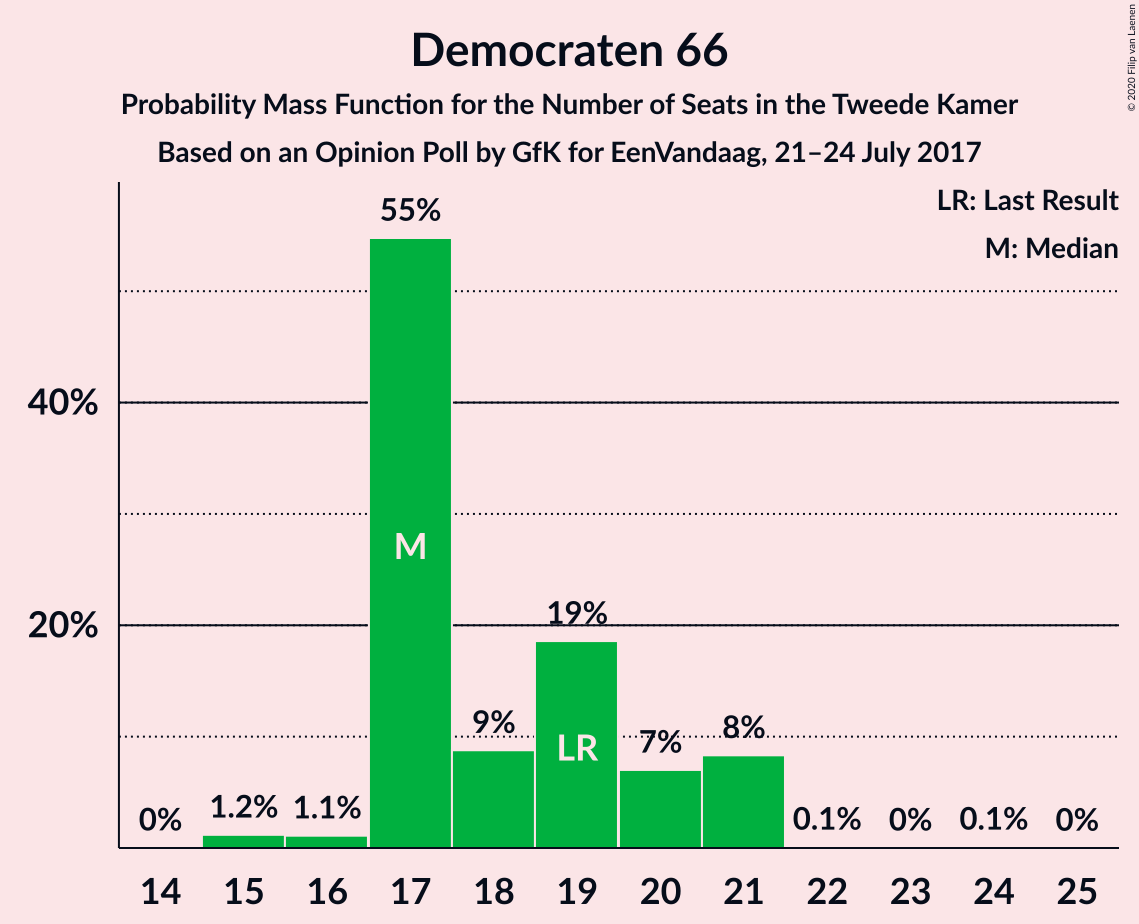 Democraten 66
Probability Mass Function for the Number of Seats in the Tweede Kamer
Based on an Opinion Poll by GfK for EenVandaag, 21–24 July 2017
© 2020 Filip van Laenen
LR: Last Result
M: Median
55%
40%
M
20%
19%
9%
LR
7%
8%
0%
1.2%
1.1%
0.1%
0%
0.1%
0%
14 15 16 17 18 19 20 21 22 23 24 25